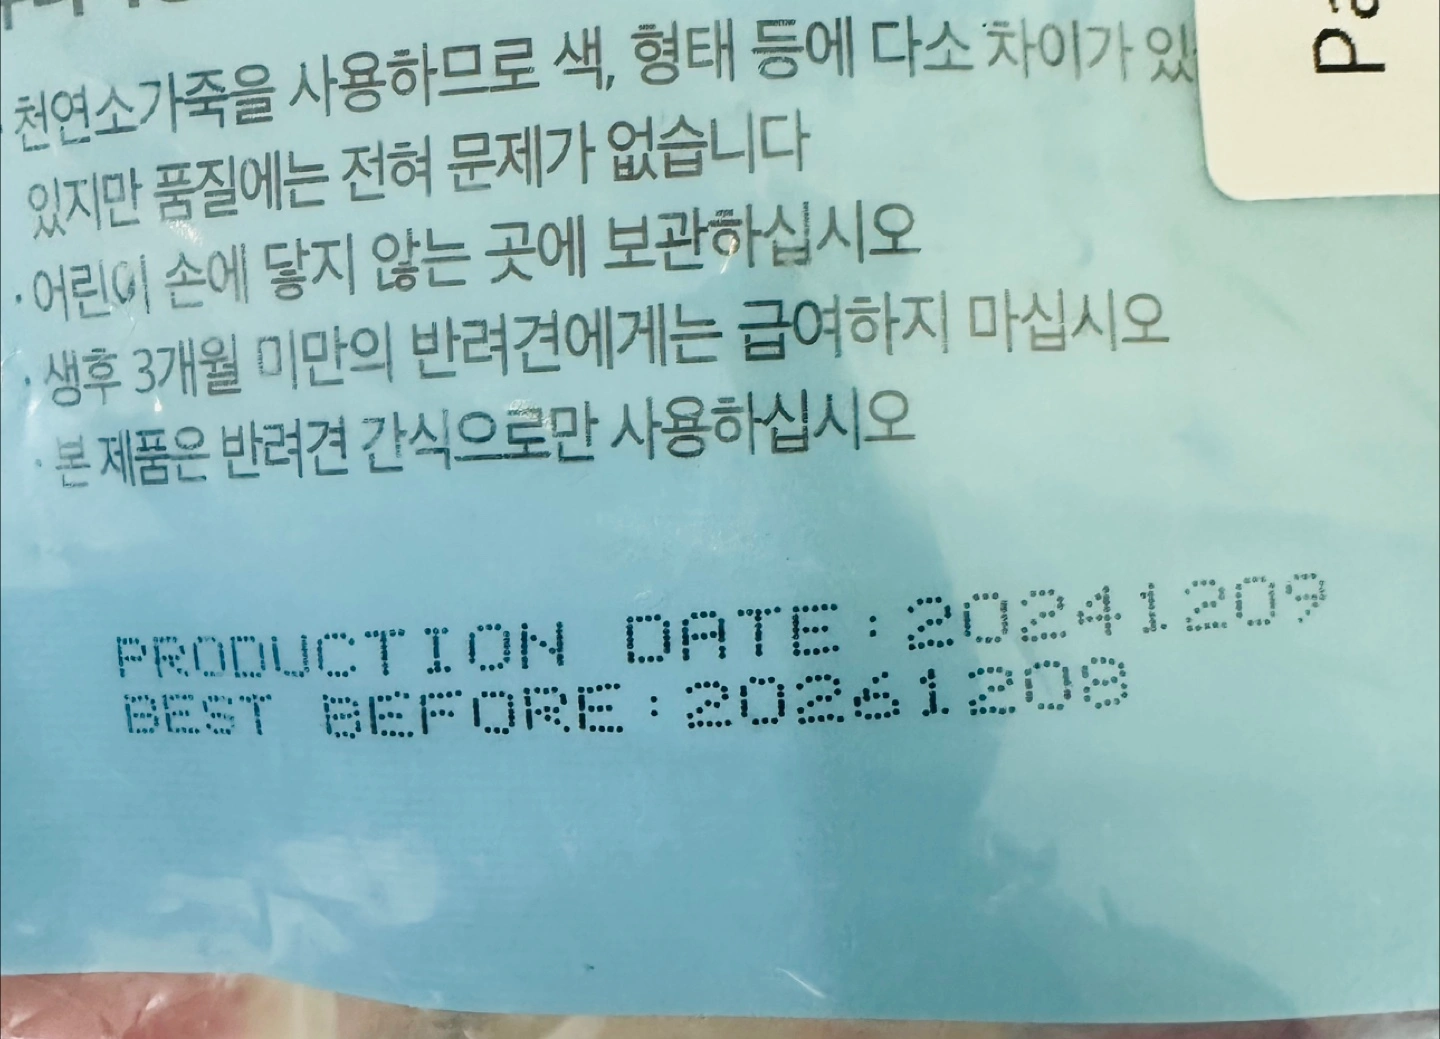 천연소가죽을 사용하므로 색, 형태 등에 다소 차이가 있
있지만 품질에는 전혀 문제가 없습니다
· 어린이 손에 닿지 않는 곳에 보관하십시오
· 생후 3개월 미만의 반려견에게는 급여하지 마십시오
· 본 제품은 반려견 간식으로만 사용하십시오
Pa
PRODUCTION DATE:20241209
BEST BEFORE:20261208